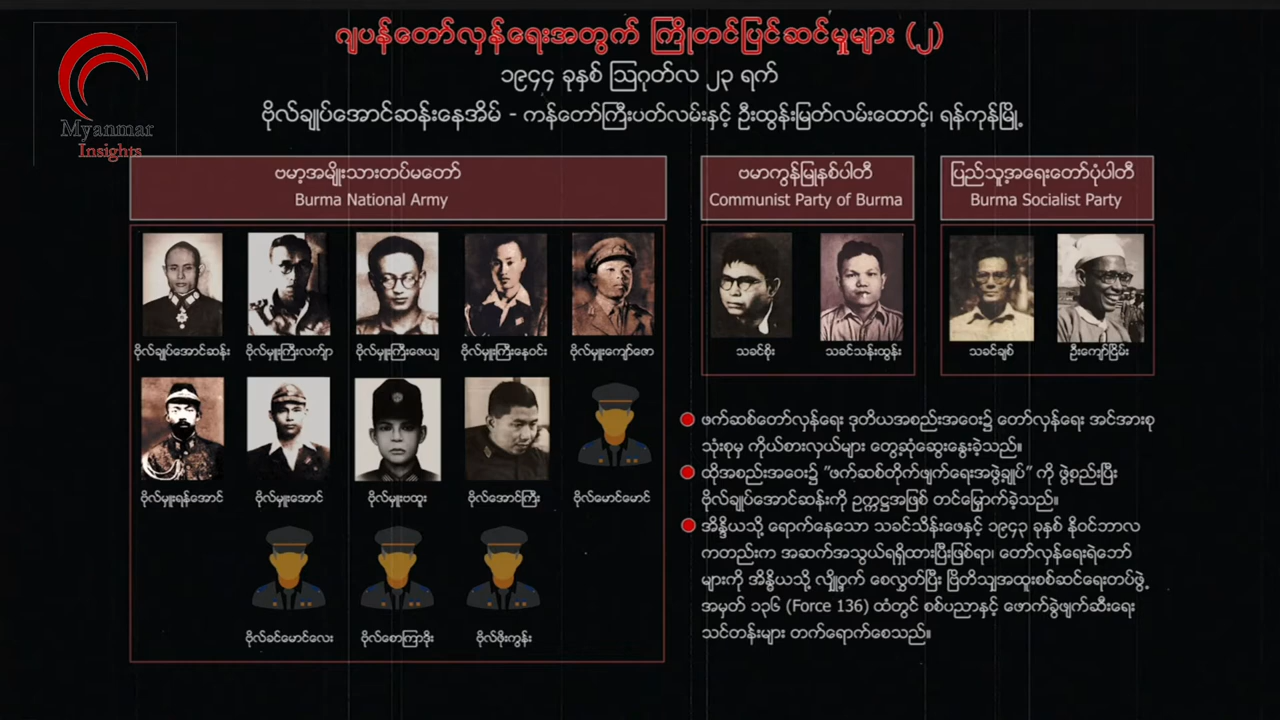 ဂျပန်တော်လှန်ရေးအတွက် ကြိုတင်ပြင်ဆင်မှုများ (၂)
၁၉၄၄ ခုနှစ် ဩဂုတ်လ ၂၃ ရက်
ဗိုလ်ချုပ်အောင်ဆန်းနေအိမ် - ကန်တော်ကြီးပတ်လမ်းနှင့် ဦးထွန်းမြတ်လမ်းထောင့်၊ ရန်ကုန်မြို့
Myanmar
Insights
ဗမာ့အမျိုးသားတပ်မတော်
Burma National Army
ဗမာကွန်မြူနစ်ပါတီ
Communist Party of Burma
ပြည်သူ့အရေးတော်ပုံပါတီ
Burma Socialist Party
ဗိုလ်ချုပ်အောင်ဆန်း ဗိုလ်မှူးကြီးလက်ျာ ဗိုလ်မှူးကြီးဇေယျ ဗိုလ်မှူးကြီးနေဝင်း ဗိုလ်မှူးကျော်ဇော
သခင်စိုး သခင်သန်းထွန်း
သခင်ချစ် ဦးကျော်ငြိမ်း
ဗိုလ်မှူးရန်အောင် ဗိုလ်မှူးအောင် ဗိုလ်မှူးဗထူး ဗိုလ်အောင်ကြီး ဗိုလ်မောင်မောင်
ဗိုလ်ခင်မောင်လေး ဗိုလ်စောကြာဒိုး ဗိုလ်ဖိုးကွန်း
ဖက်ဆစ်တော်လှန်ရေး ဒုတိယအစည်းအဝေး၌ တော်လှန်ရေး အင်အားစု
သုံးစုမှ ကိုယ်စားလှယ်များ တွေ့ဆုံဆွေးနွေးခဲ့သည်။
ထိုအစည်းအဝေး၌ "ဖက်ဆစ်တိုက်ဖျက်ရေးအဖွဲ့ချုပ်" ကို ဖွဲ့စည်းပြီး
ဗိုလ်ချုပ်အောင်ဆန်းကို ဥက္ကဋ္ဌအဖြစ် တင်မြှောက်ခဲ့သည်။
အိန္ဒိယသို့ ရောက်နေသော သခင်သိန်းဖေနှင့် ၁၉၄၃ ခုနှစ် နိုဝင်ဘာလ
ကတည်းက အဆက်အသွယ်ရရှိထားပြီးဖြစ်ရာ၊ တော်လှန်ရေးရဲဘော်
များကို အိန္ဒိယသို့ လျှို့ဝှက် စေလွှတ်ပြီး ဗြိတိသျှအထူးစစ်ဆင်ရေးတပ်ဖွဲ့
အမှတ် ၁၃၆ (Force 136) ထံတွင် စစ်ပညာနှင့် ဖောက်ခွဲဖျက်ဆီးရေး
သင်တန်းများ တက်ရောက်စေသည်။